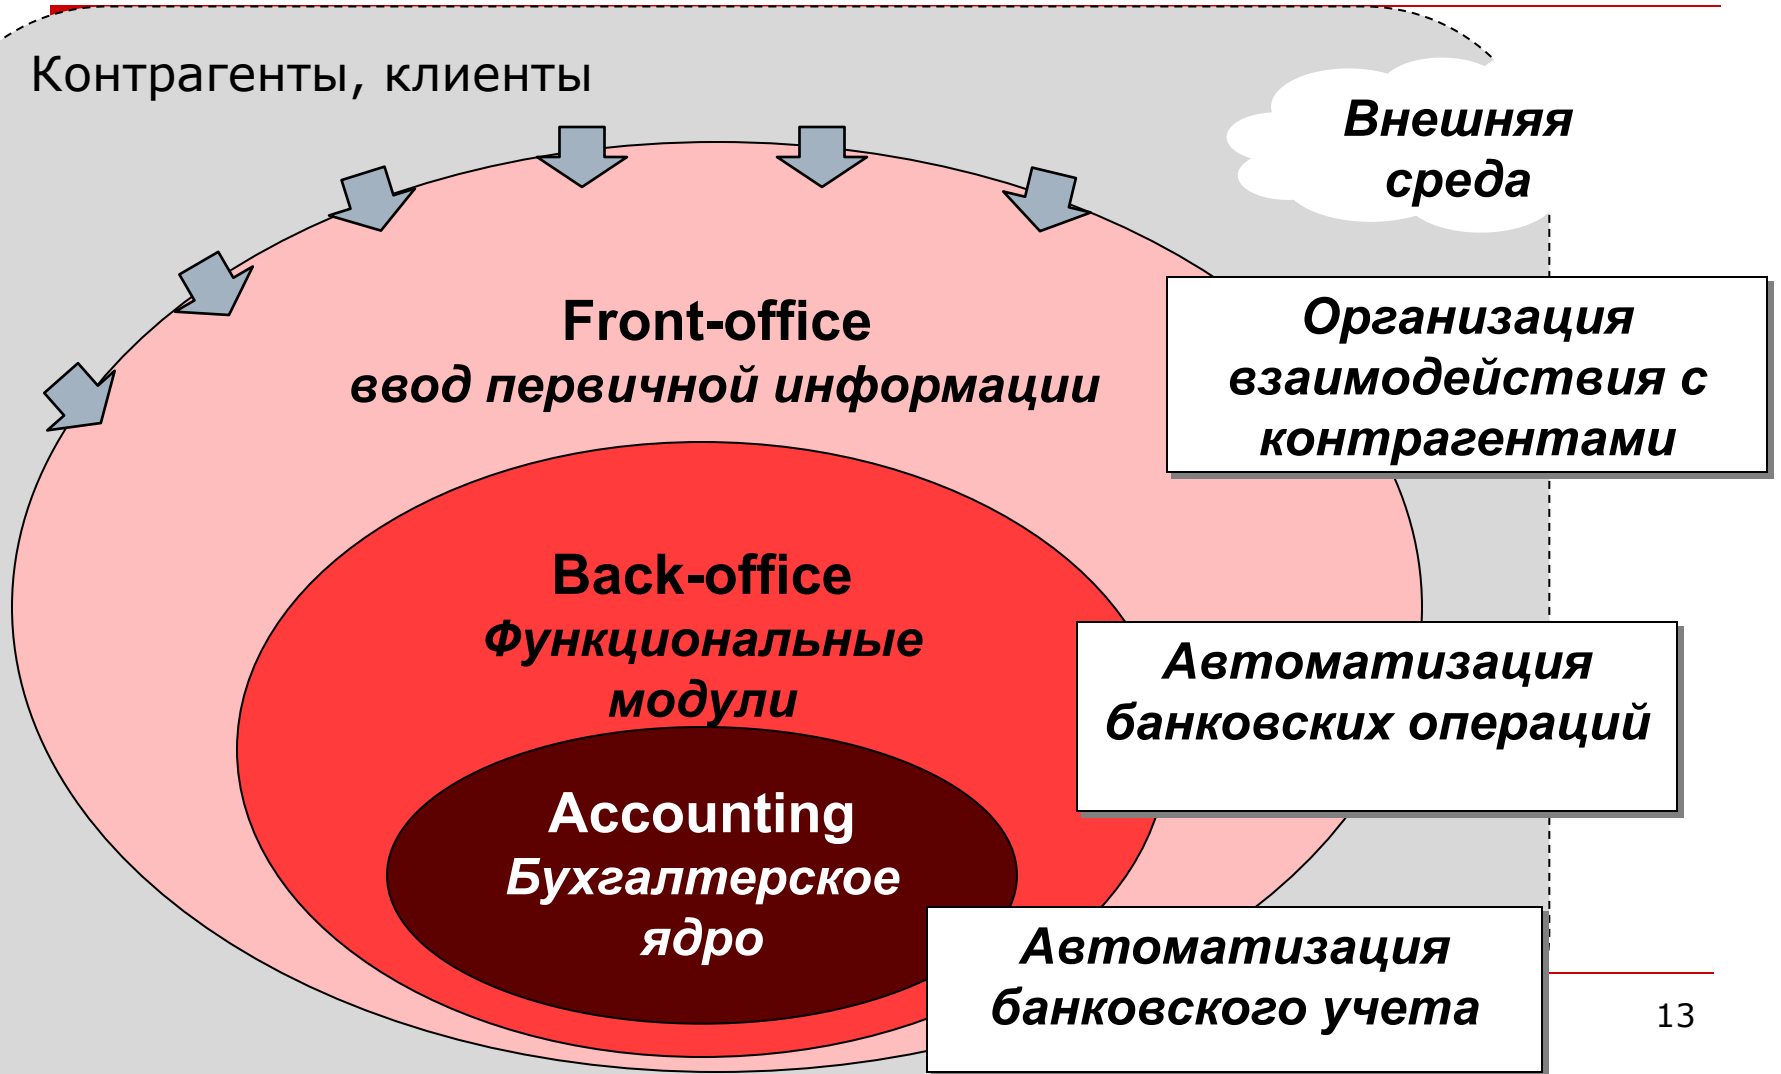 Контрагенты, клиенты
Внешняя
среда
Front-office
ввод первичной информации
Организация
взаимодействия с
контрагентами
Back-office
Функциональные
модули
Автоматизация
банковских операций
Accounting
Бухгалтерское
ядро
Автоматизация
банковского учета
13